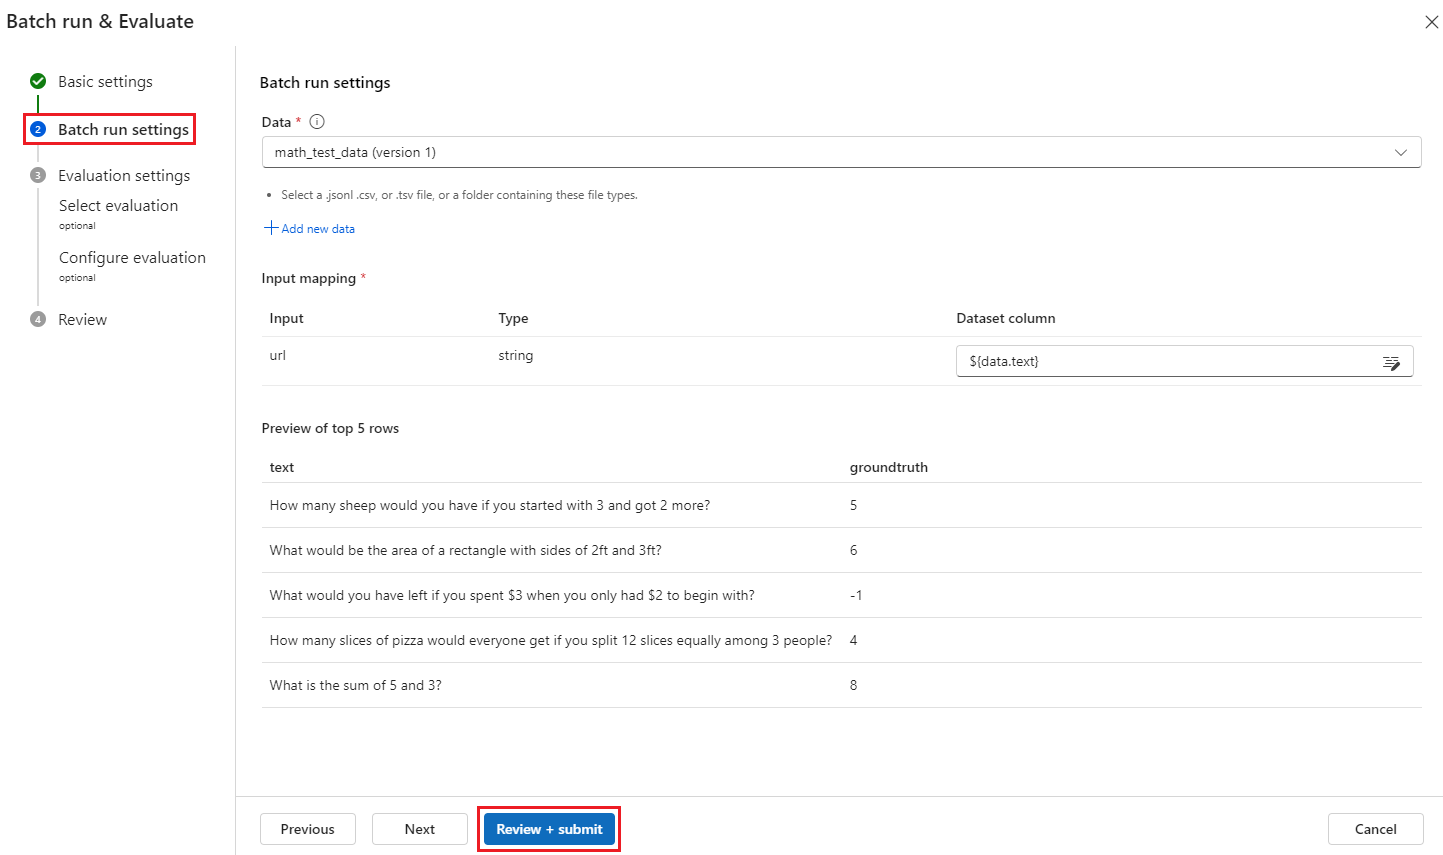 Batch run & Evaluate
Basic settings
2 Batch run settings
3 Evaluation settings
Select evaluation
optional
Configure evaluation
optional
4 Review
Batch run settings
Data *
math_test_data (version 1)
• Select a .jsonl .csv, or .tsv file, or a folder containing these file types.
Add new data
Input mapping *
Input Type Dataset column
url string ${data.text}
Preview of top 5 rows
text groundtruth
How many sheep would you have if you started with 3 and got 2 more? 5
What would be the area of a rectangle with sides of 2ft and 3ft? 6
What would you have left if you spent $3 when you only had $2 to begin with? -1
How many slices of pizza would everyone get if you split 12 slices equally among 3 people? 4
What is the sum of 5 and 3? 8
Previous Next Review + submit Cancel